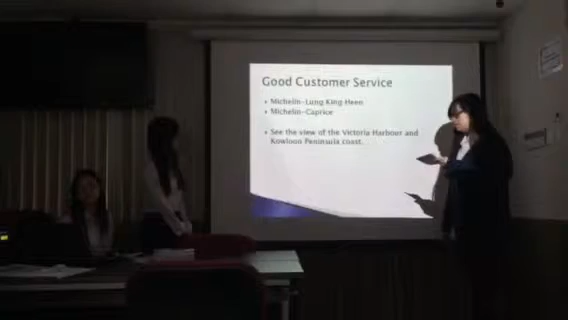 Good Customer Service
• Michelin-Lung King Heen
• Michelin-Caprice
• See the view of the Victoria Harbour and
Kowloon Peninsula coast.